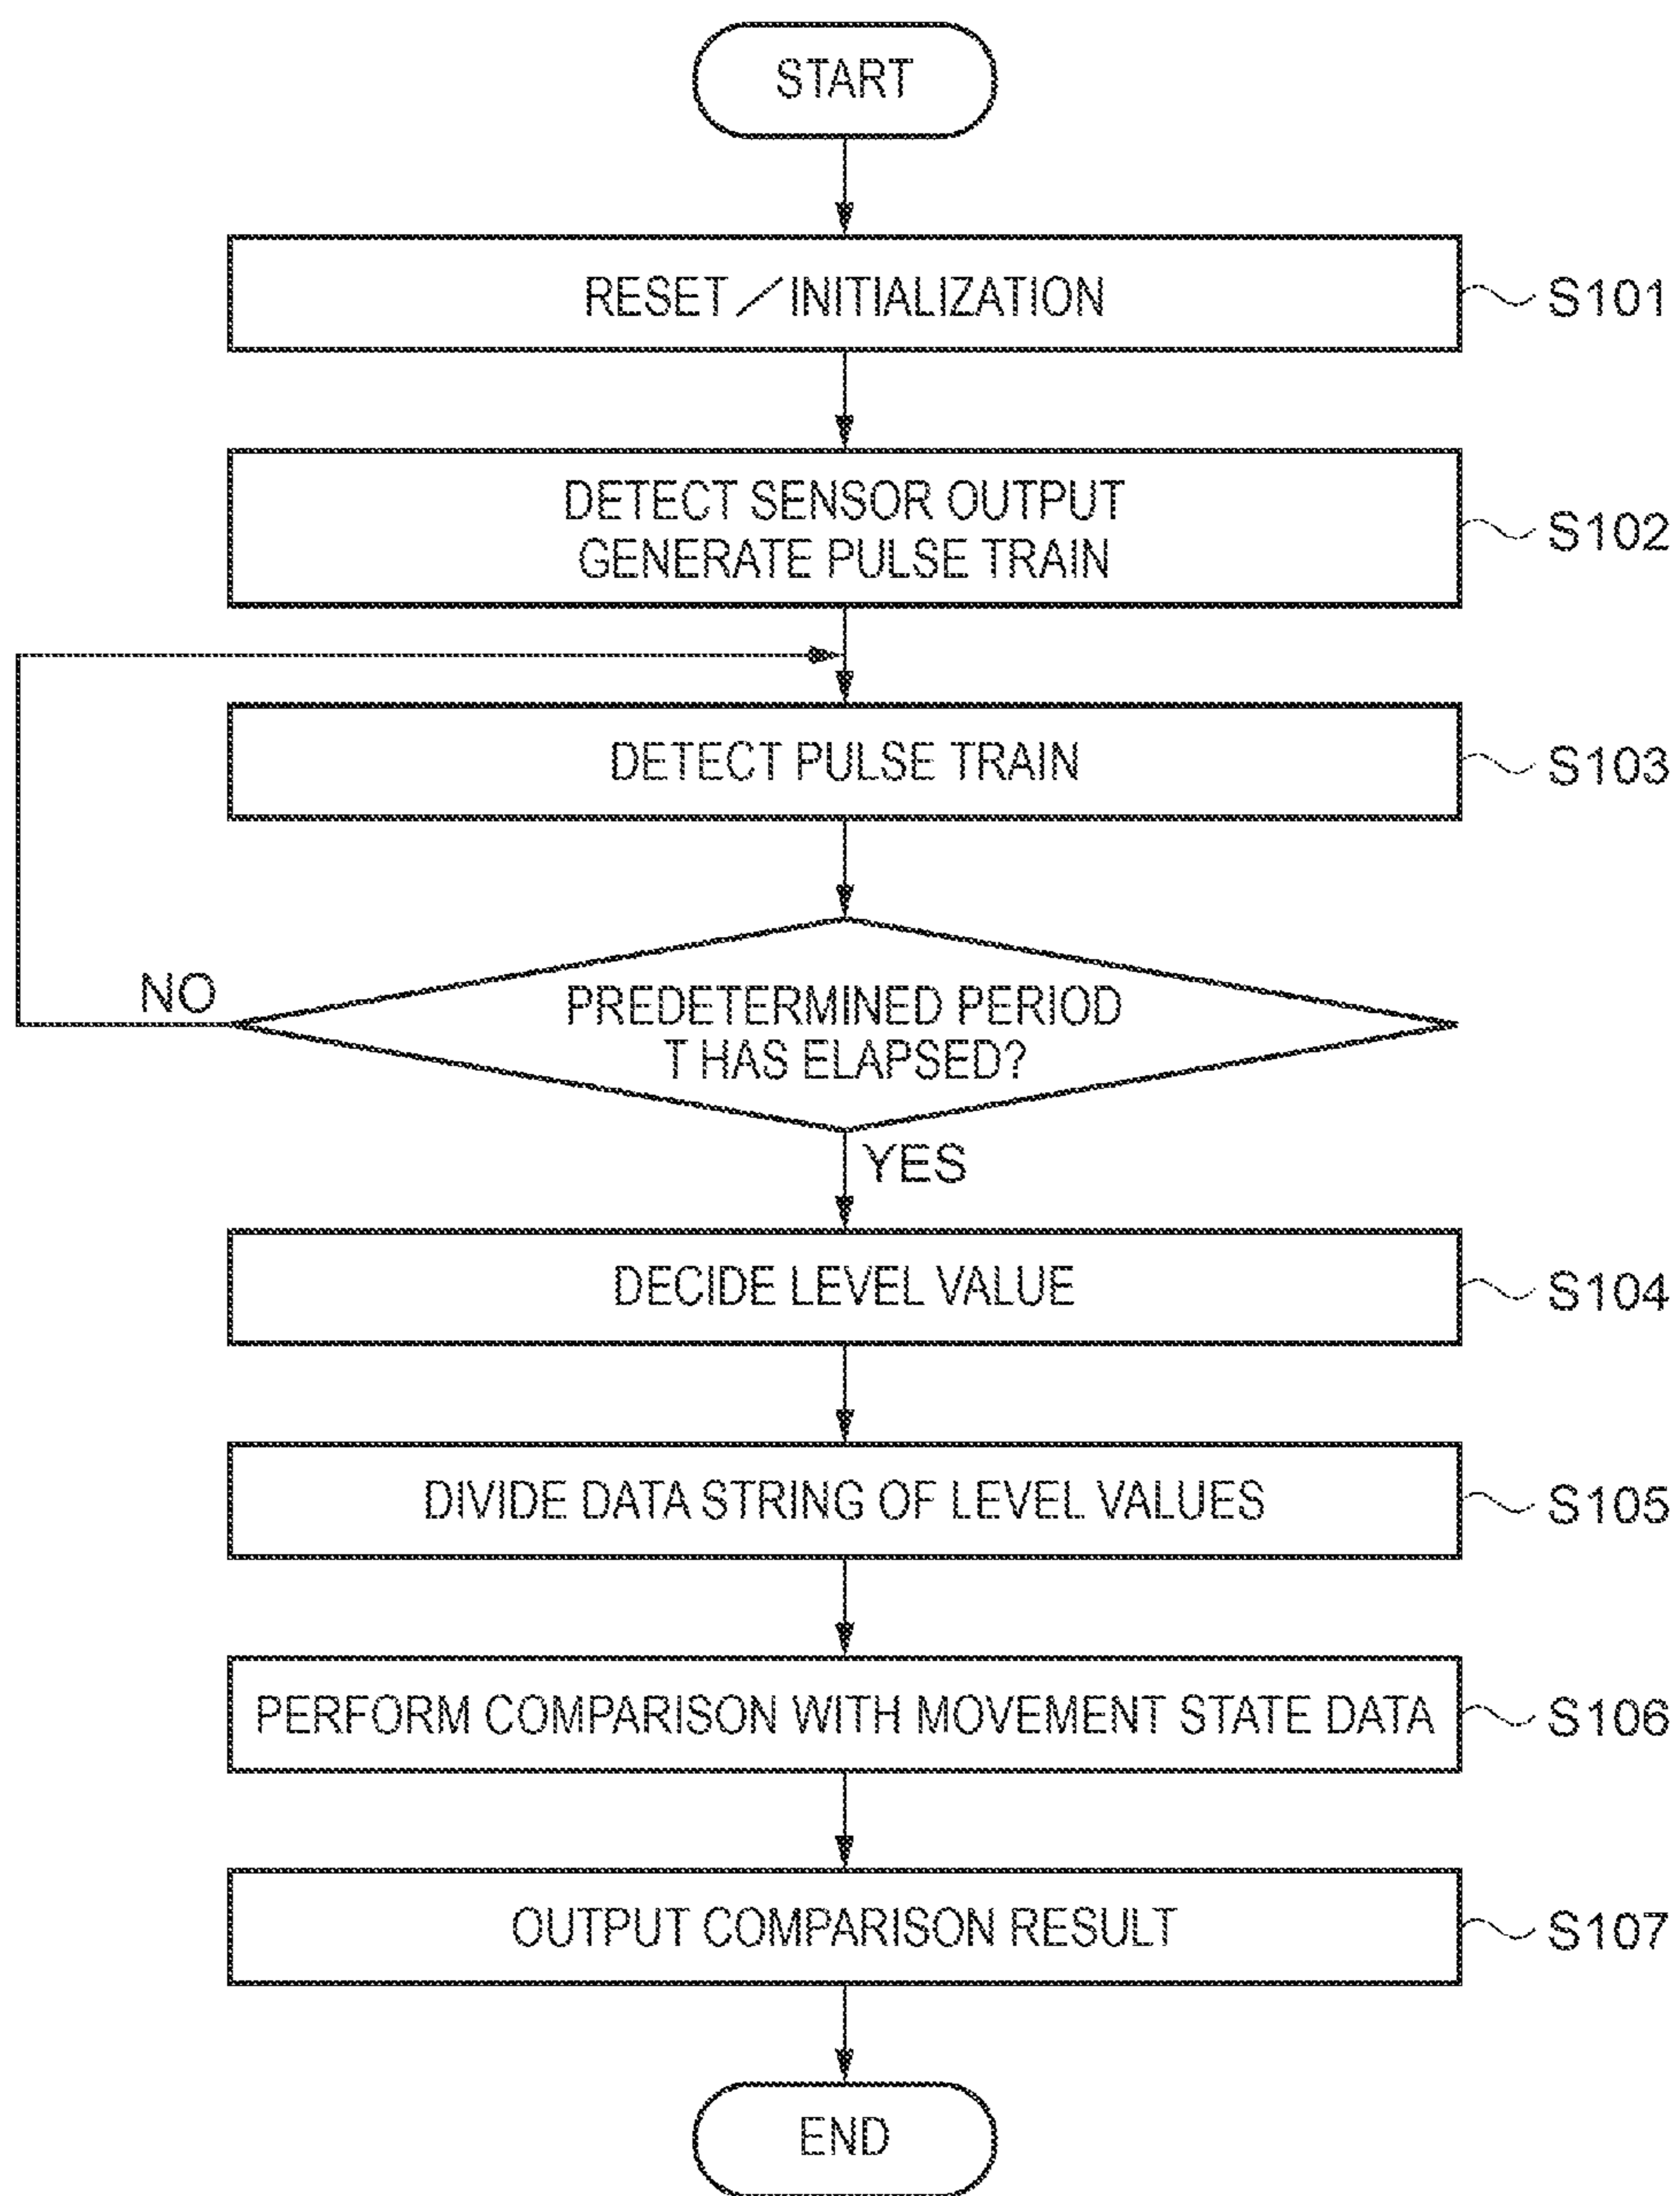 START
RESET／INITIALIZATION
S101
DETECT SENSOR OUTPUT
GENERATE PULSE TRAIN
S102
DETECT PULSE TRAIN
S103
NO
PREDETERMINED PERIOD
T HAS ELAPSED?
YES
DECIDE LEVEL VALUE
S104
DIVIDE DATA STRING OF LEVEL VALUES
S105
PERFORM COMPARISON WITH MOVEMENT STATE DATA
S106
OUTPUT COMPARISON RESULT
S107
END